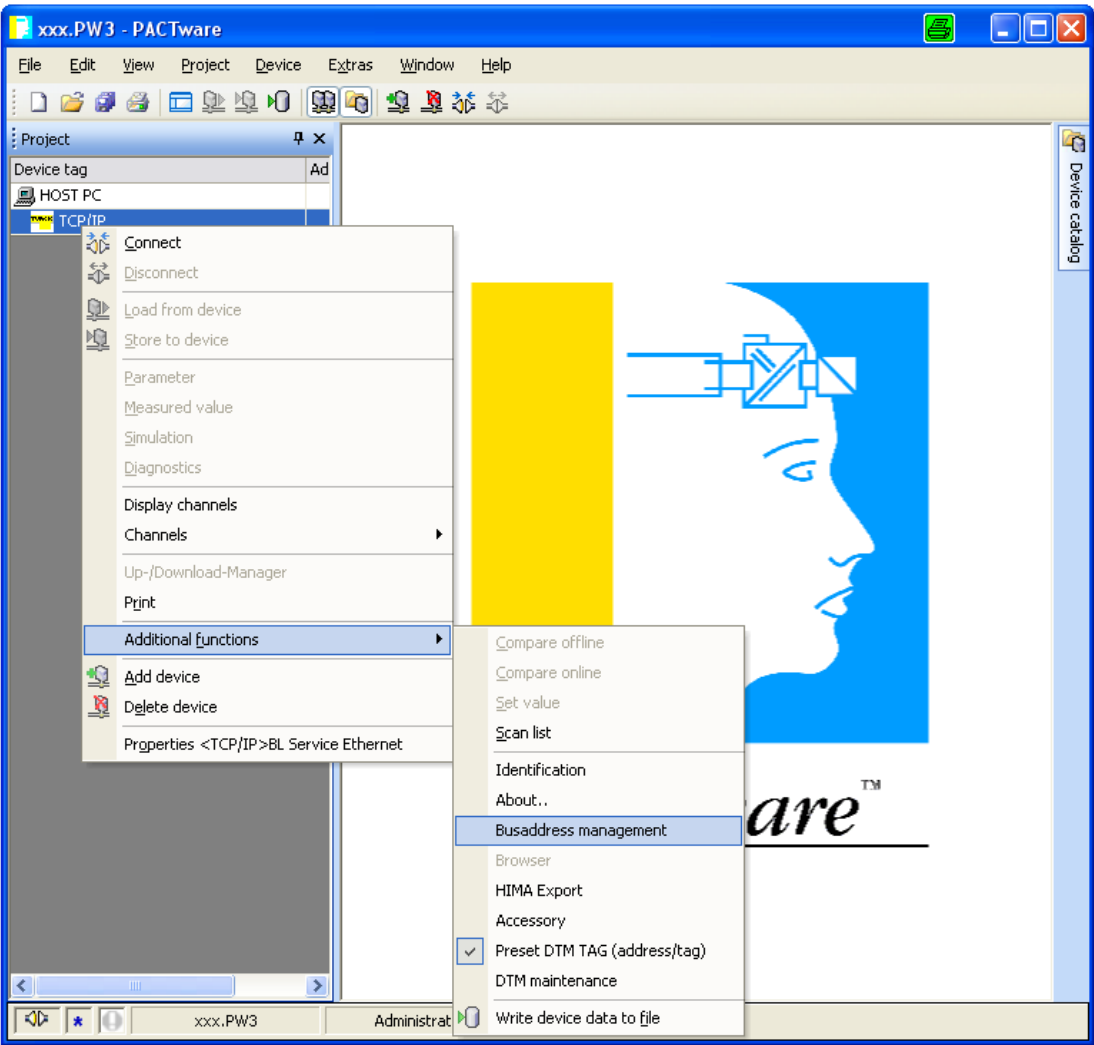 xxx.PW3 - PACTware
File Edit View Project Device Extras Window Help
Project
Device tag Ad
HOST PC
TURCK TCP/IP
Connect
Disconnect
Load from device
Store to device
Parameter
Measured value
Simulation
Diagnostics
Display channels
Channels
Up-/Download-Manager
Print
Additional functions
Add device
Delete device
Properties <TCP/IP>BL Service Ethernet
Compare offline
Compare online
Set value
Scan list
Identification
About..
Busaddress management
Browser
HIMA Export
Accessory
Preset DTM TAG (address/tag)
DTM maintenance
Write device data to file
Device catalog
are™
xxx.PW3 Administrat